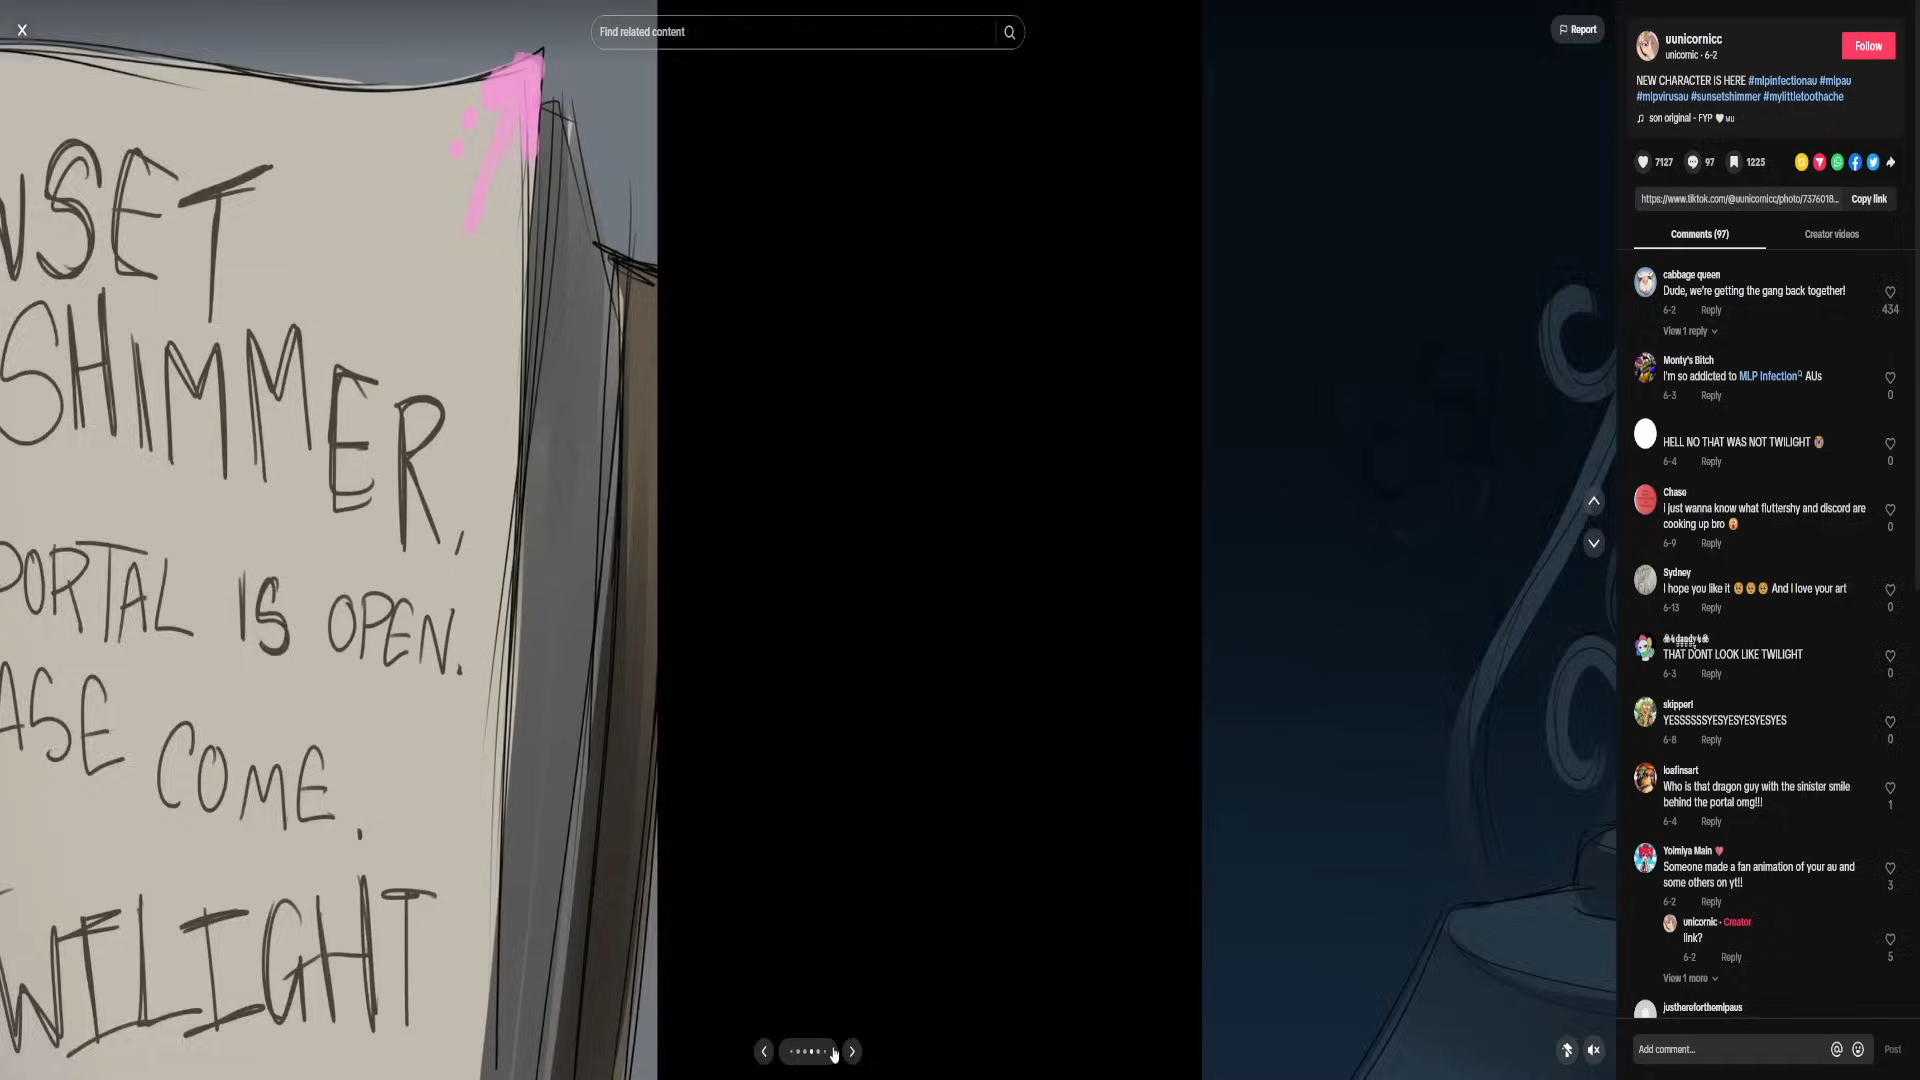 Find related content
Report
NSET
SHIMMER,
PORTAL IS OPEN.
ASE COME.
WILIGHT
uunicornicc
unicornic · 6-2
Follow
NEW CHARACTER IS HERE #mlpinfectionau #mlpau
#mlpvirusau #sunsetshimmer #mylittletoothache
son original - FYP 🤍 MU
7127 97 1225
https://www.tiktok.com/@uunicornicc/photo/7376018... Copy link
Comments (97) Creator videos
cabbage queen
Dude, we're getting the gang back together!
434
6-2 Reply
View 1 reply
Monty's Bitch
I'm so addicted to MLP Infection AUs
6-3 Reply 0
HELL NO THAT WAS NOT TWILIGHT
6-4 Reply 0
Chase
I just wanna know what fluttershy and discord are
cooking up bro
0
6-9 Reply
Sydney
I hope you like it And I love your art
6-13 Reply 0
dandy
THAT DONT LOOK LIKE TWILIGHT
6-3 Reply 0
skipper!
YESSSSSSYESYESYESYESYES
6-8 Reply 0
loafinsart
Who is that dragon guy with the sinister smile
behind the portal omg!!!
1
6-4 Reply
Yoimiya Main
Someone made a fan animation of your au and
some others on yt!!
3
6-2 Reply
unicornic · Creator
link?
6-2 Reply 5
View 1 more
justhereforthemlpaus
Add comment... Post